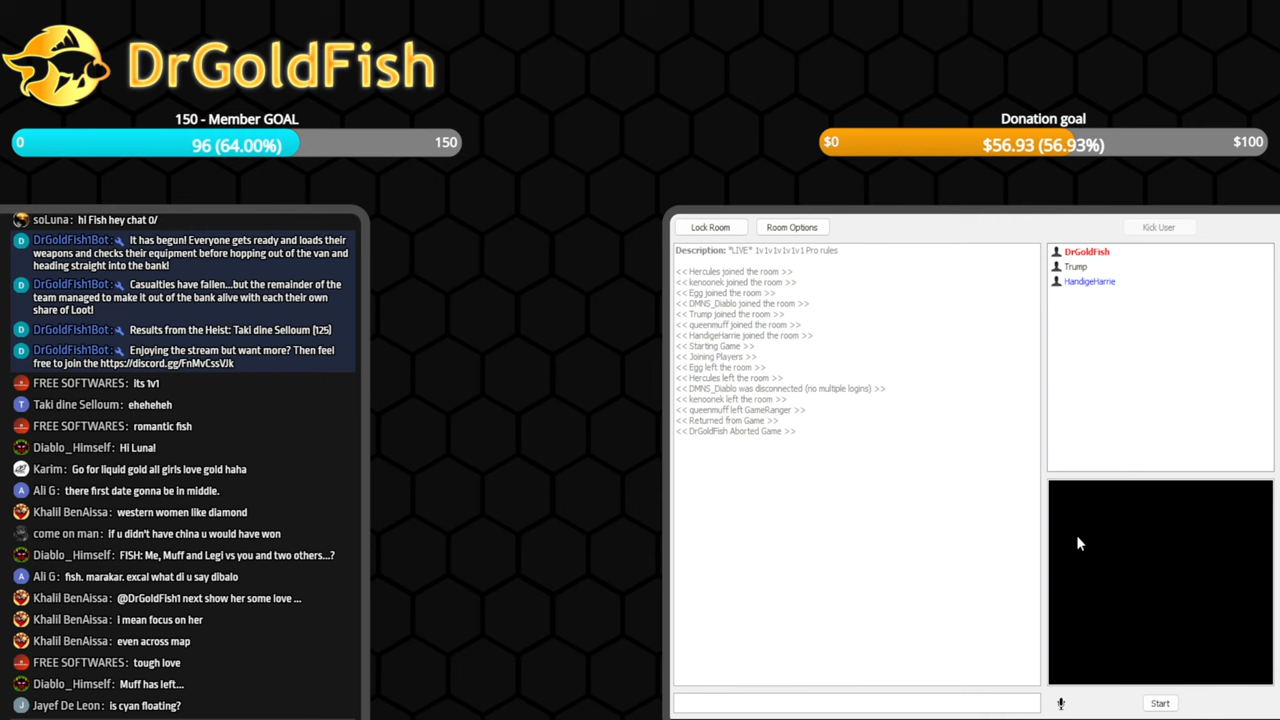 DrGoldFish
150 - Member GOAL
0 96 (64.00%) 150
Donation goal
$0 $56.93 (56.93%) $100
soLuna: hi Fish hey chat 0/
DrGoldFish1Bot: It has begun! Everyone gets ready and loads their
weapons and checks their equipment before hopping out of the van and
heading straight into the bank!
DrGoldFish1Bot: Casualties have fallen...but the remainder of the
team managed to make it out of the bank alive with each their own
share of Loot!
DrGoldFish1Bot: Results from the Heist: Taki dine Selloum [125]
DrGoldFish1Bot: Enjoying the stream but want more? Then feel
free to join the https://discord.gg/FnMvCssVJk
FREE SOFTWARES: its 1v1
Taki dine Selloum: eheheheh
FREE SOFTWARES: romantic fish
Diablo_Himself: Hi Luna!
Karim: Go for liquid gold all girls love gold haha
Ali G: there first date gonna be in middle.
Khalil BenAissa: western women like diamond
come on man: if u didn't have china u would have won
Diablo_Himself: FISH: Me, Muff and Legi vs you and two others...?
Ali G: fish. marakar. excal what di u say dibalo
Khalil BenAissa: @DrGoldFish1 next show her some love ...
Khalil BenAissa: i mean focus on her
Khalil BenAissa: even across map
FREE SOFTWARES: tough love
Diablo_Himself: Muff has left...
Jayef De Leon: is cyan floating?
Lock Room Room Options Kick User
Description: *LIVE* 1v1v1v1v1v1 Pro rules
<< Hercules joined the room >>
<< kenoonek joined the room >>
<< Egg joined the room >>
<< DMNS_Diablo joined the room >>
<< Trump joined the room >>
<< queenmuff joined the room >>
<< HandigeHarrie joined the room >>
<< Starting Game >>
<< Joining Players >>
<< Egg left the room >>
<< Hercules left the room >>
<< DMNS_Diablo was disconnected (no multiple logins) >>
<< kenoonek left the room >>
<< queenmuff left GameRanger >>
<< Returned from Game >>
<< DrGoldFish Aborted Game >>
DrGoldFish
Trump
HandigeHarrie
Start